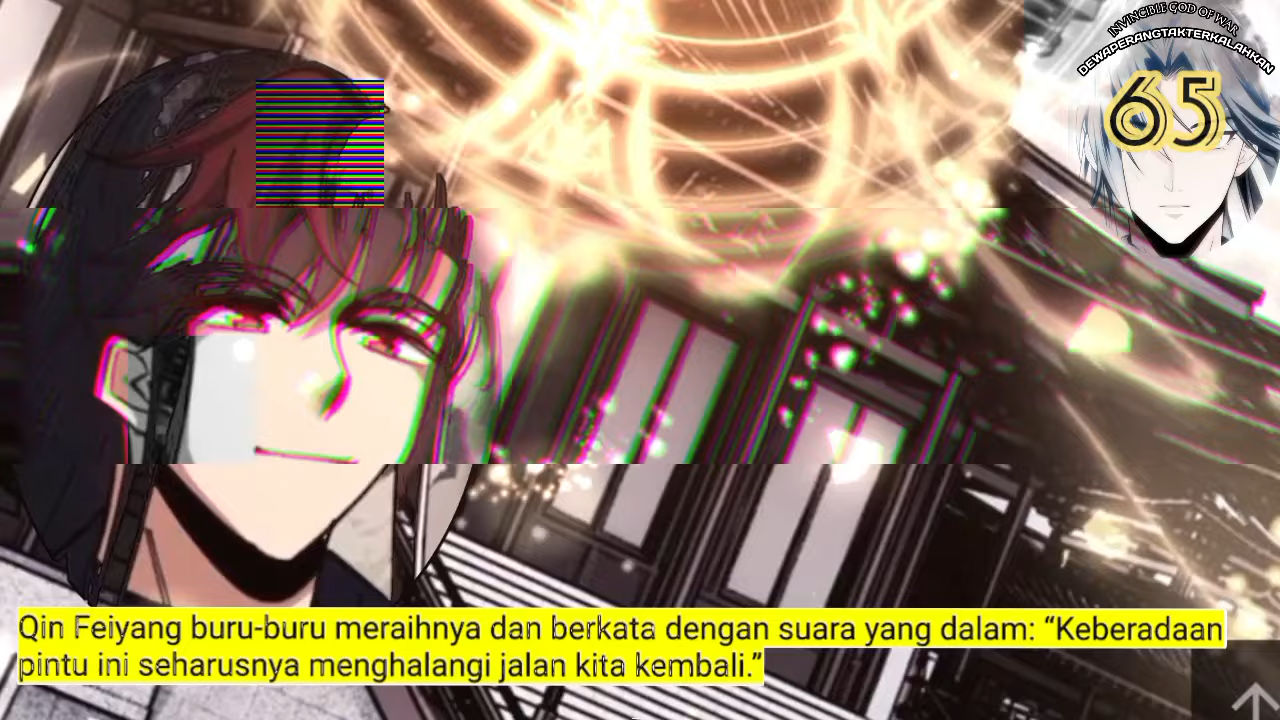 INVINCIBLE GOD OF WAR
DEWAPERANGTAKTERKALAHKAN
65
Qin Feiyang buru-buru meraihnya dan berkata dengan suara yang dalam: “Keberadaan
pintu ini seharusnya menghalangi jalan kita kembali.”